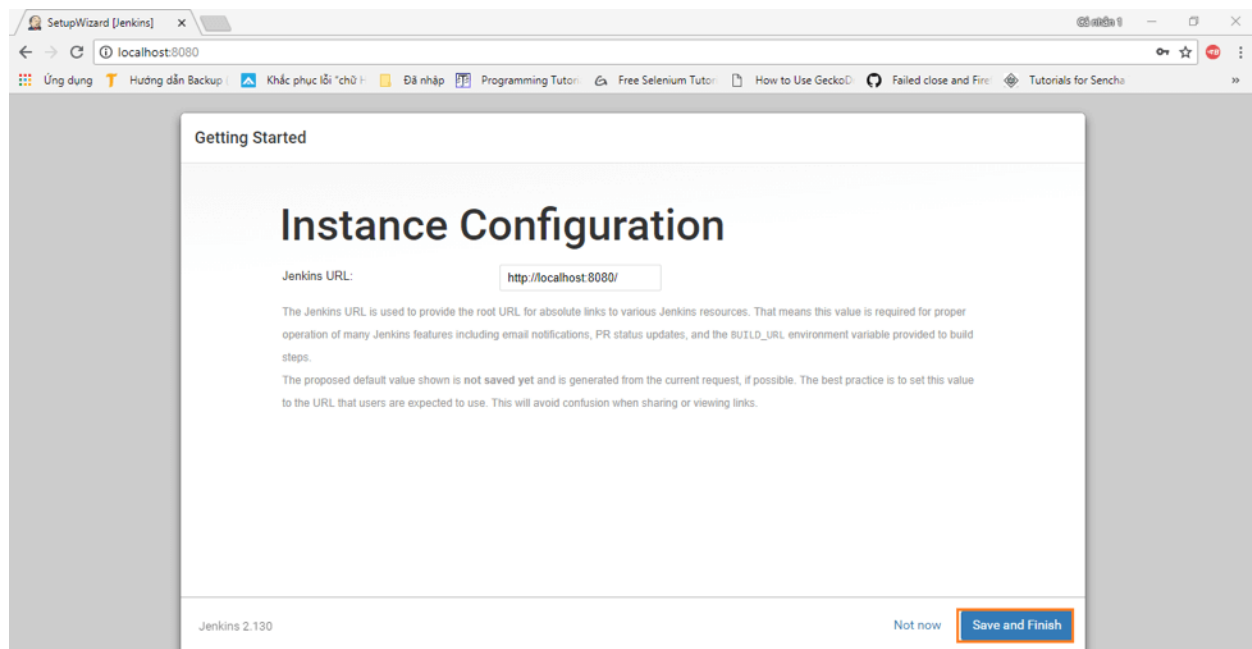 SetupWizard [Jenkins]
Cá nhân 1
localhost:8080
Ứng dụng Hướng dẫn Backup Khắc phục lỗi "chữ H Đã nhập Programming Tutori Free Selenium Tutor How to Use GeckoD Failed close and Fire Tutorials for Sencha
Getting Started
Instance Configuration
Jenkins URL: http://localhost:8080/
The Jenkins URL is used to provide the root URL for absolute links to various Jenkins resources. That means this value is required for proper
operation of many Jenkins features including email notifications, PR status updates, and the BUILD_URL environment variable provided to build
steps.
The proposed default value shown is not saved yet and is generated from the current request, if possible. The best practice is to set this value
to the URL that users are expected to use. This will avoid confusion when sharing or viewing links.
Jenkins 2.130
Not now Save and Finish